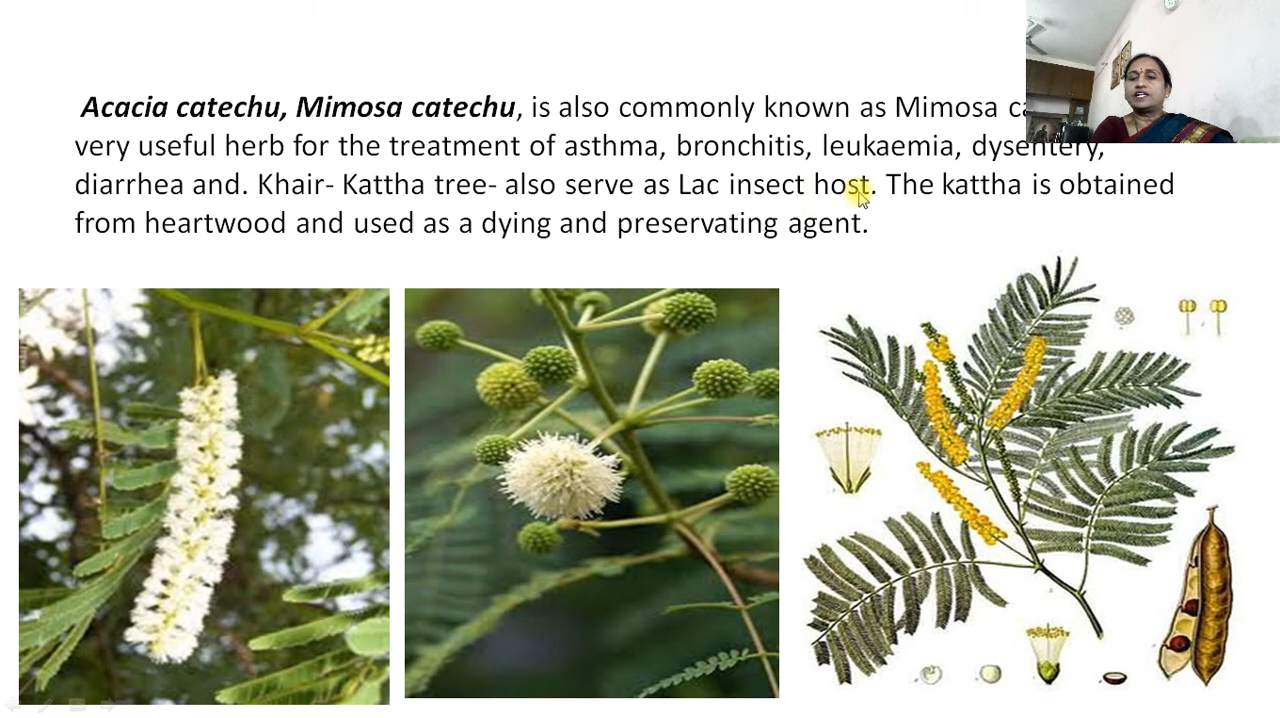 Acacia catechu, Mimosa catechu, is also commonly known as Mimosa
very useful herb for the treatment of asthma, bronchitis, leukaemia, dysentery,
diarrhea and. Khair- Kattha tree- also serve as Lac insect host. The kattha is obtained
from heartwood and used as a dying and preservating agent.